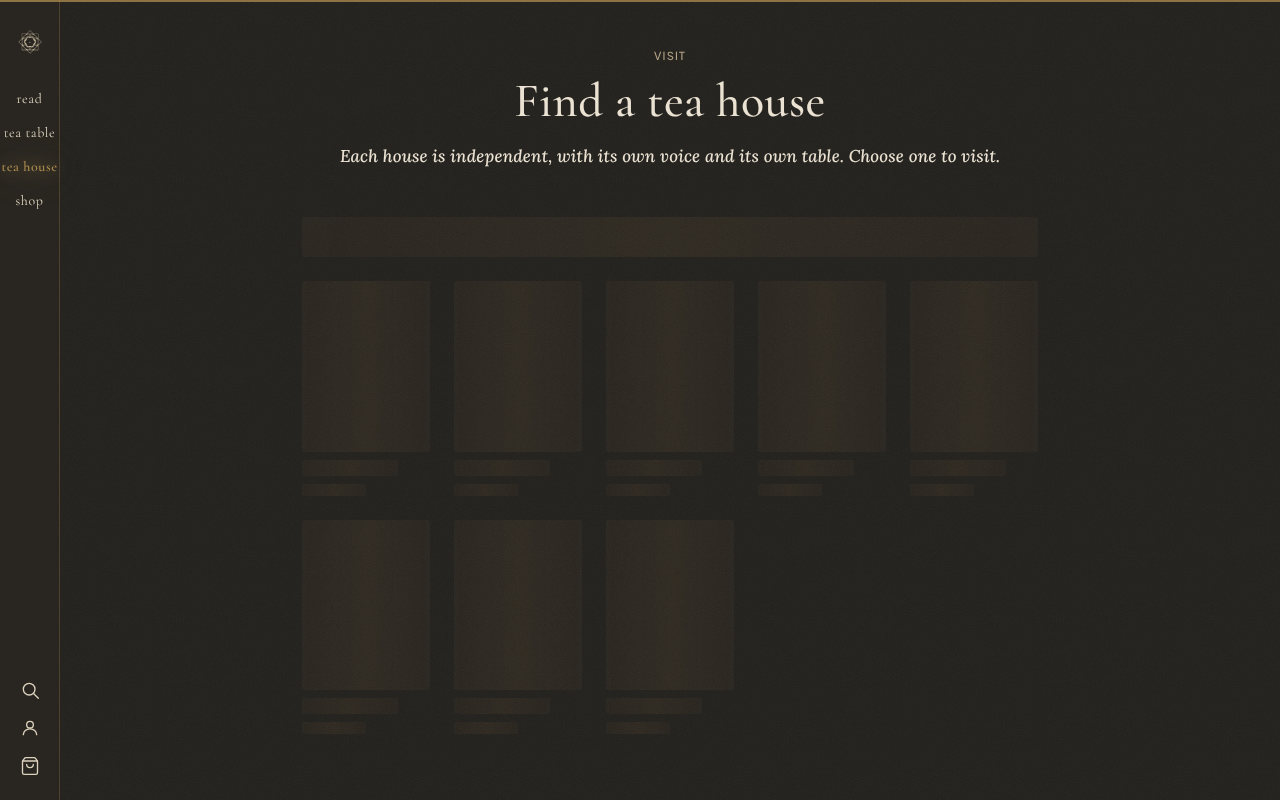 read
tea table
tea house
shop
VISIT
Find a tea house
Each house is independent, with its own voice and its own table. Choose one to visit.